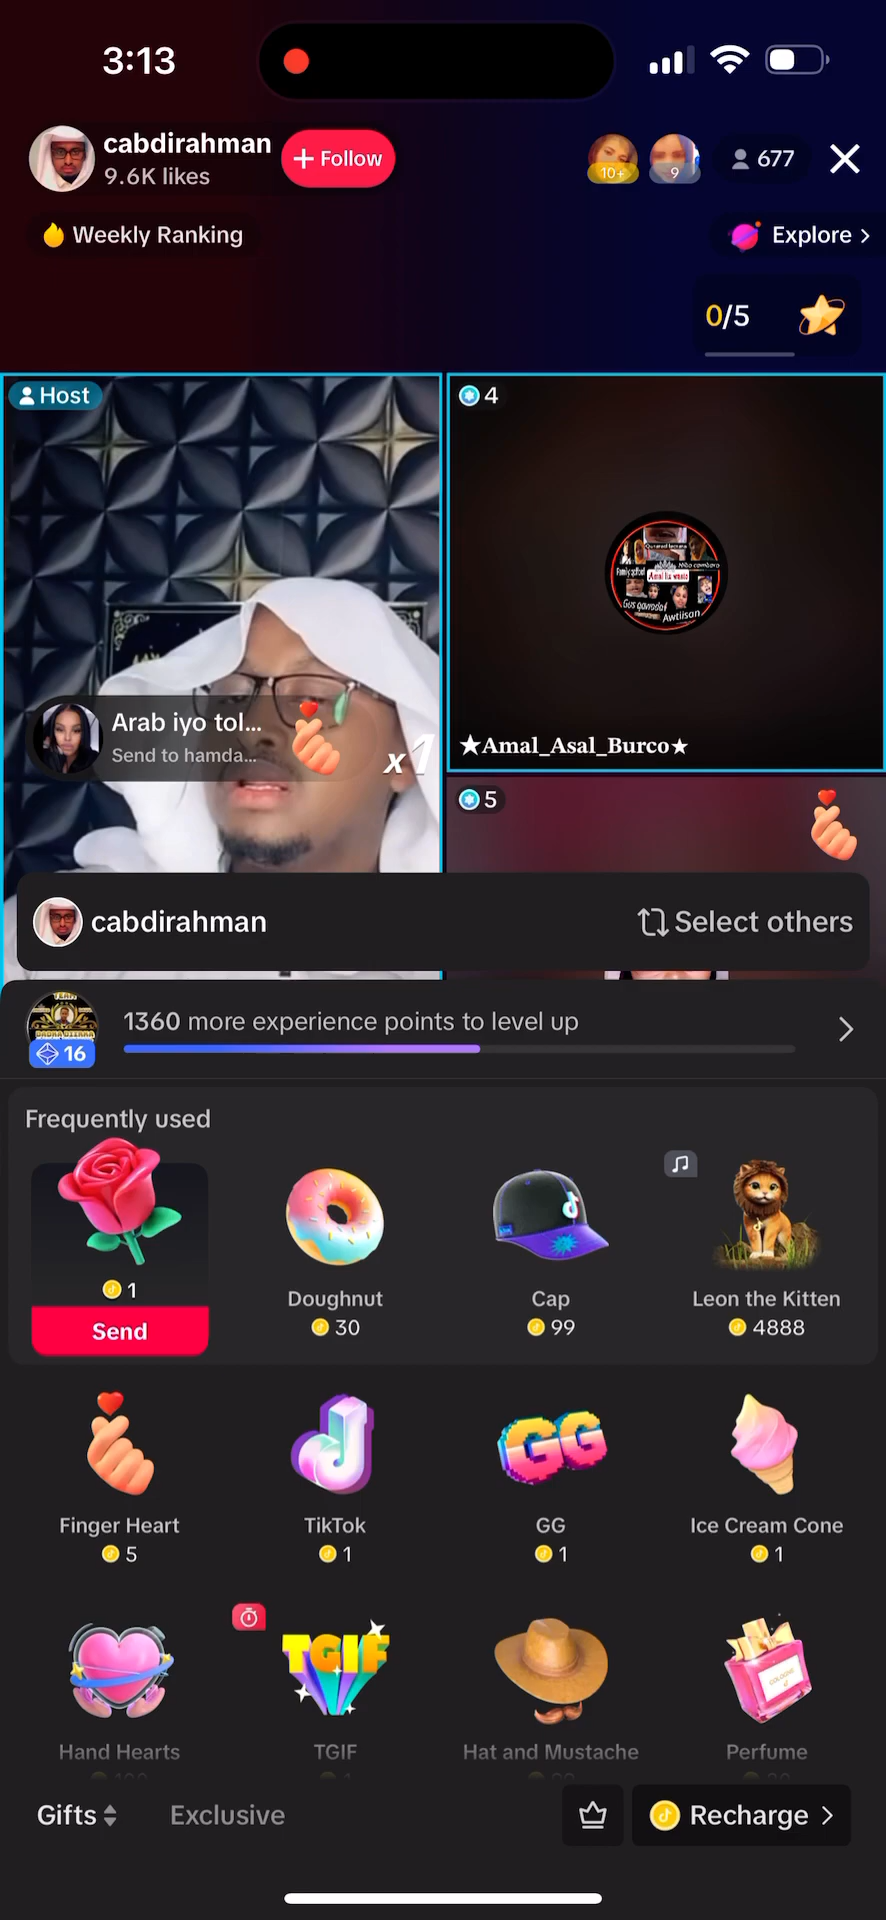 3:13
cabdirahman
9.6K likes
+ Follow
10+
9
677
Weekly Ranking
Explore >
0/5
Host
4
Arab iyo tol...
Send to hamda...
x1
★Amal_Asal_Burco★
5
cabdirahman
Select others
16
1360 more experience points to level up
Frequently used
1
Send
Doughnut
30
Cap
99
Leon the Kitten
4888
Finger Heart
5
TikTok
1
GG
1
Ice Cream Cone
1
Hand Hearts
TGIF
Hat and Mustache
Perfume
Gifts
Exclusive
Recharge >